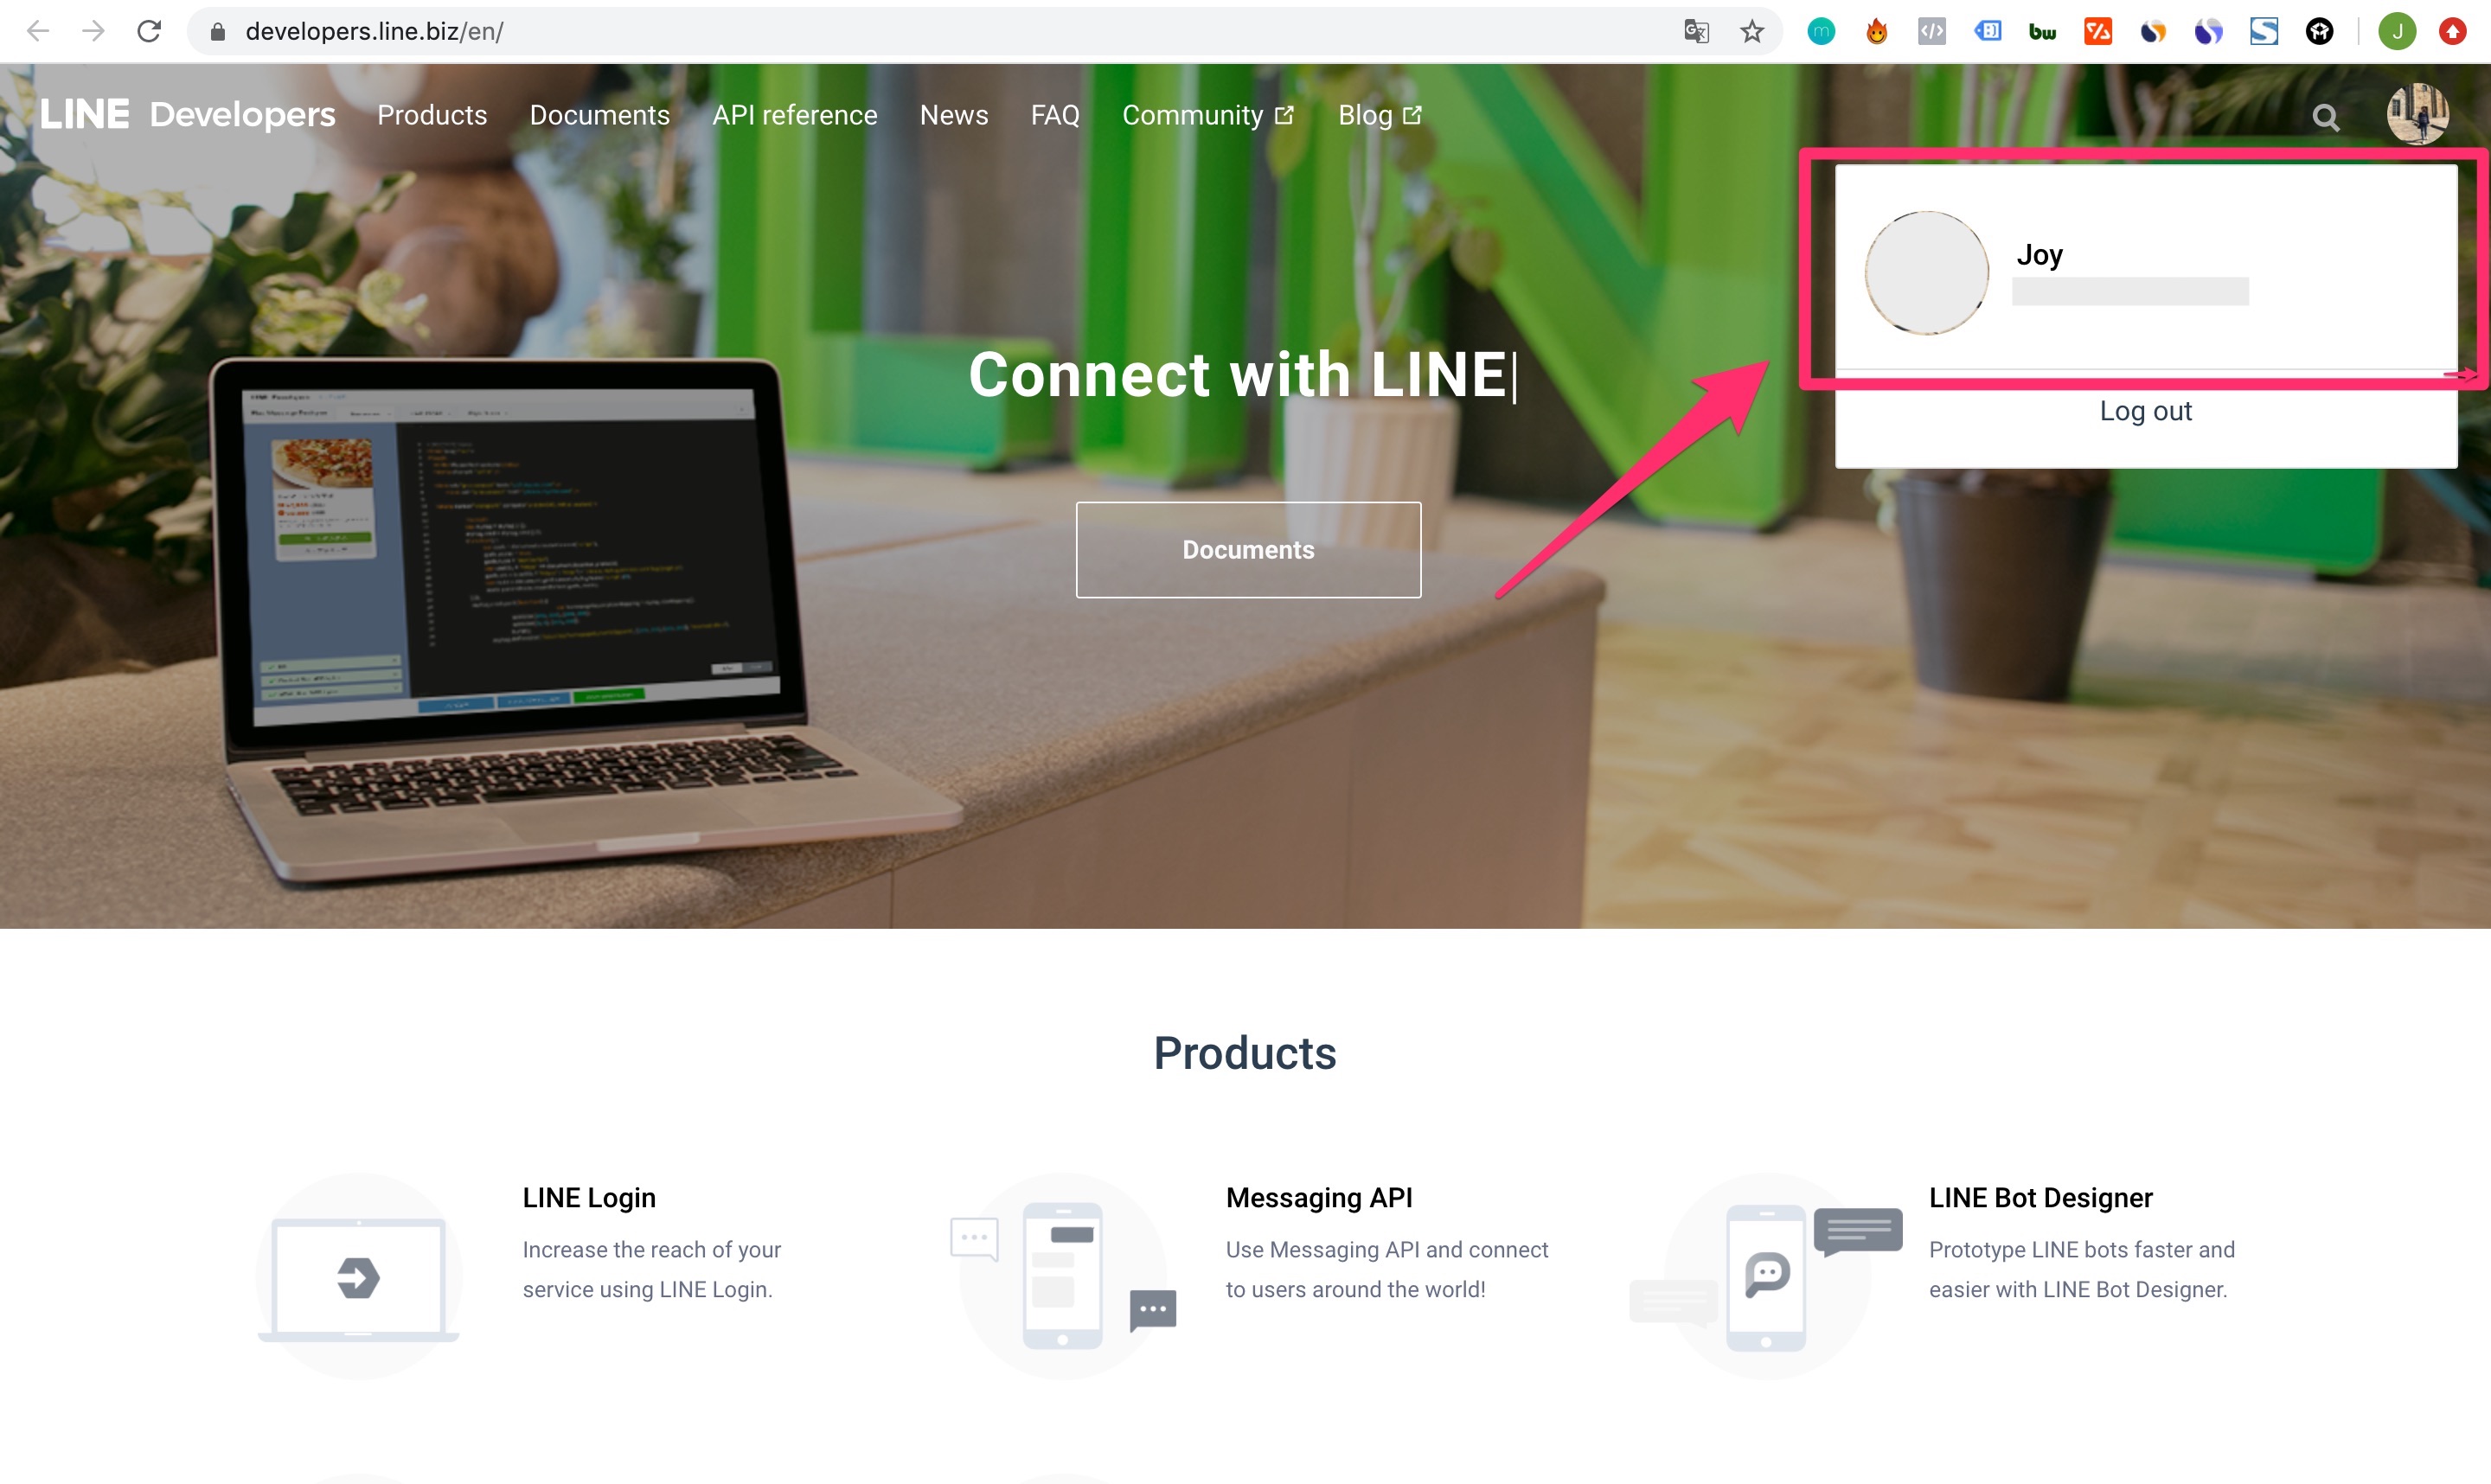 developers.line.biz/en/
bw
J
LINE Developers
Products
Documents
API reference
News
FAQ
Community
Blog
Joy
Log out
Connect with LINE
Documents
Products
LINE Login
Increase the reach of your
service using LINE Login.
Messaging API
Use Messaging API and connect
to users around the world!
LINE Bot Designer
Prototype LINE bots faster and
easier with LINE Bot Designer.